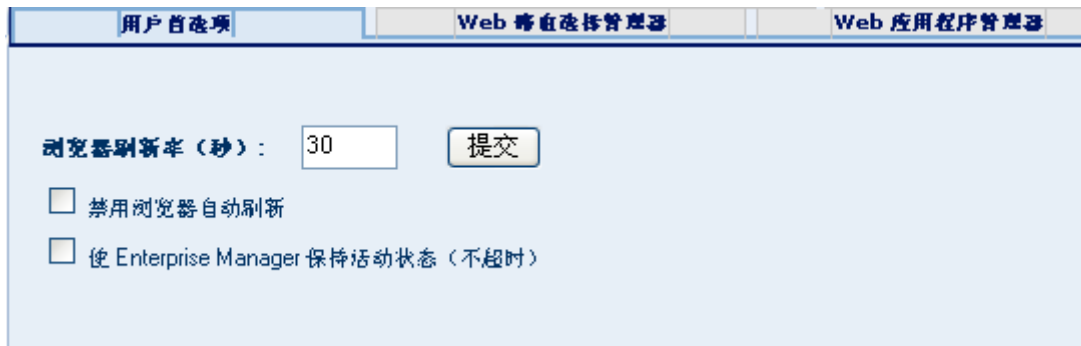 用户首选项
Web 路由选择管理器
Web 应用程序管理器
浏览器刷新率（秒）: 30 提交
禁用浏览器自动刷新
使 Enterprise Manager 保持活动状态（不超时）